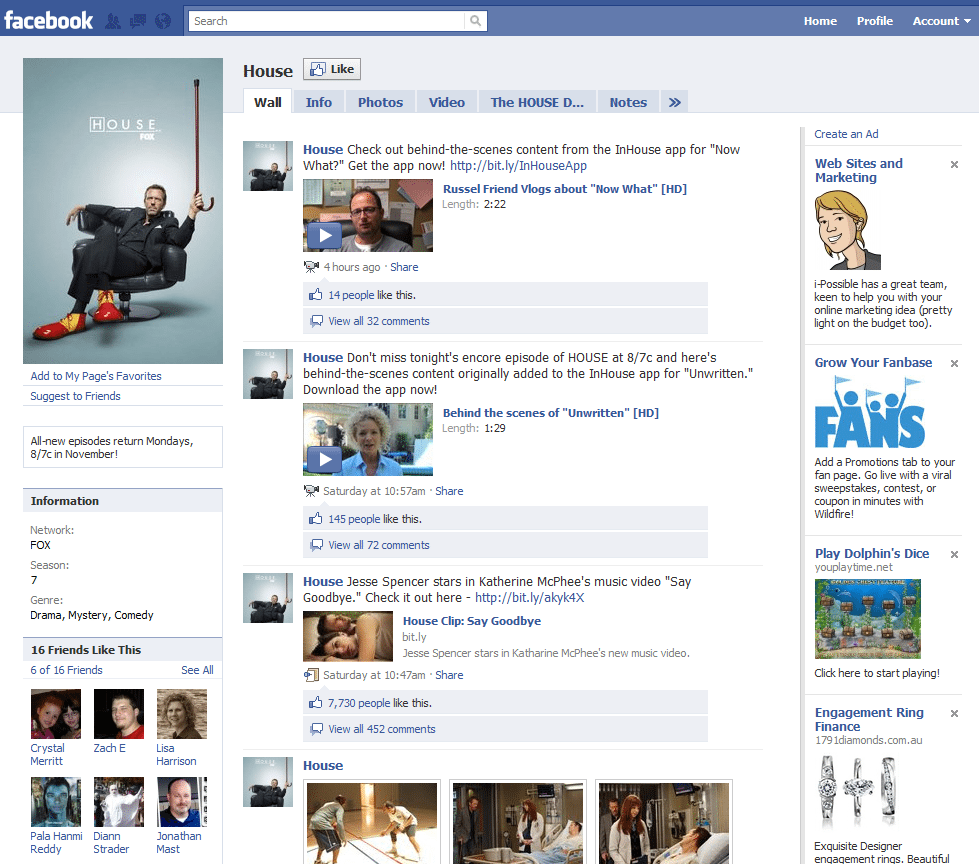 facebook
Search
Home Profile Account
HOUSE
FOX
Add to My Page's Favorites
Suggest to Friends
All-new episodes return Mondays,
8/7c in November!
Information
Network:
FOX
Season:
7
Genre:
Drama, Mystery, Comedy
16 Friends Like This
6 of 16 Friends See All
Crystal
Merritt
Zach E
Lisa
Harrison
Pala Hanmi
Reddy
Diann
Strader
Jonathan
Mast
House Like
Wall Info Photos Video The HOUSE D... Notes »
House Check out behind-the-scenes content from the InHouse app for "Now
What?" Get the app now! http://bit.ly/InHouseApp
Russel Friend Vlogs about "Now What" [HD]
Length: 2:22
4 hours ago · Share
14 people like this.
View all 32 comments
House Don't miss tonight's encore episode of HOUSE at 8/7c and here's
behind-the-scenes content originally added to the InHouse app for "Unwritten."
Download the app now!
Behind the scenes of "Unwritten" [HD]
Length: 1:29
Saturday at 10:57am · Share
145 people like this.
View all 72 comments
House Jesse Spencer stars in Katherine McPhee's music video "Say
Goodbye." Check it out here - http://bit.ly/akyk4X
House Clip: Say Goodbye
bit.ly
Jesse Spencer stars in Katharine McPhee's new music video.
Saturday at 10:47am · Share
7,730 people like this.
View all 452 comments
House
Create an Ad
Web Sites and
Marketing
i-Possible has a great team,
keen to help you with your
online marketing idea (pretty
light on the budget too).
Grow Your Fanbase
FANS
Add a Promotions tab to your
fan page. Go live with a viral
sweepstakes, contest, or
coupon in minutes with
Wildfire!
Play Dolphin's Dice
youplaytime.net
Click here to start playing!
Engagement Ring
Finance
1791diamonds.com.au
Exquisite Designer
engagement rings. Beautiful